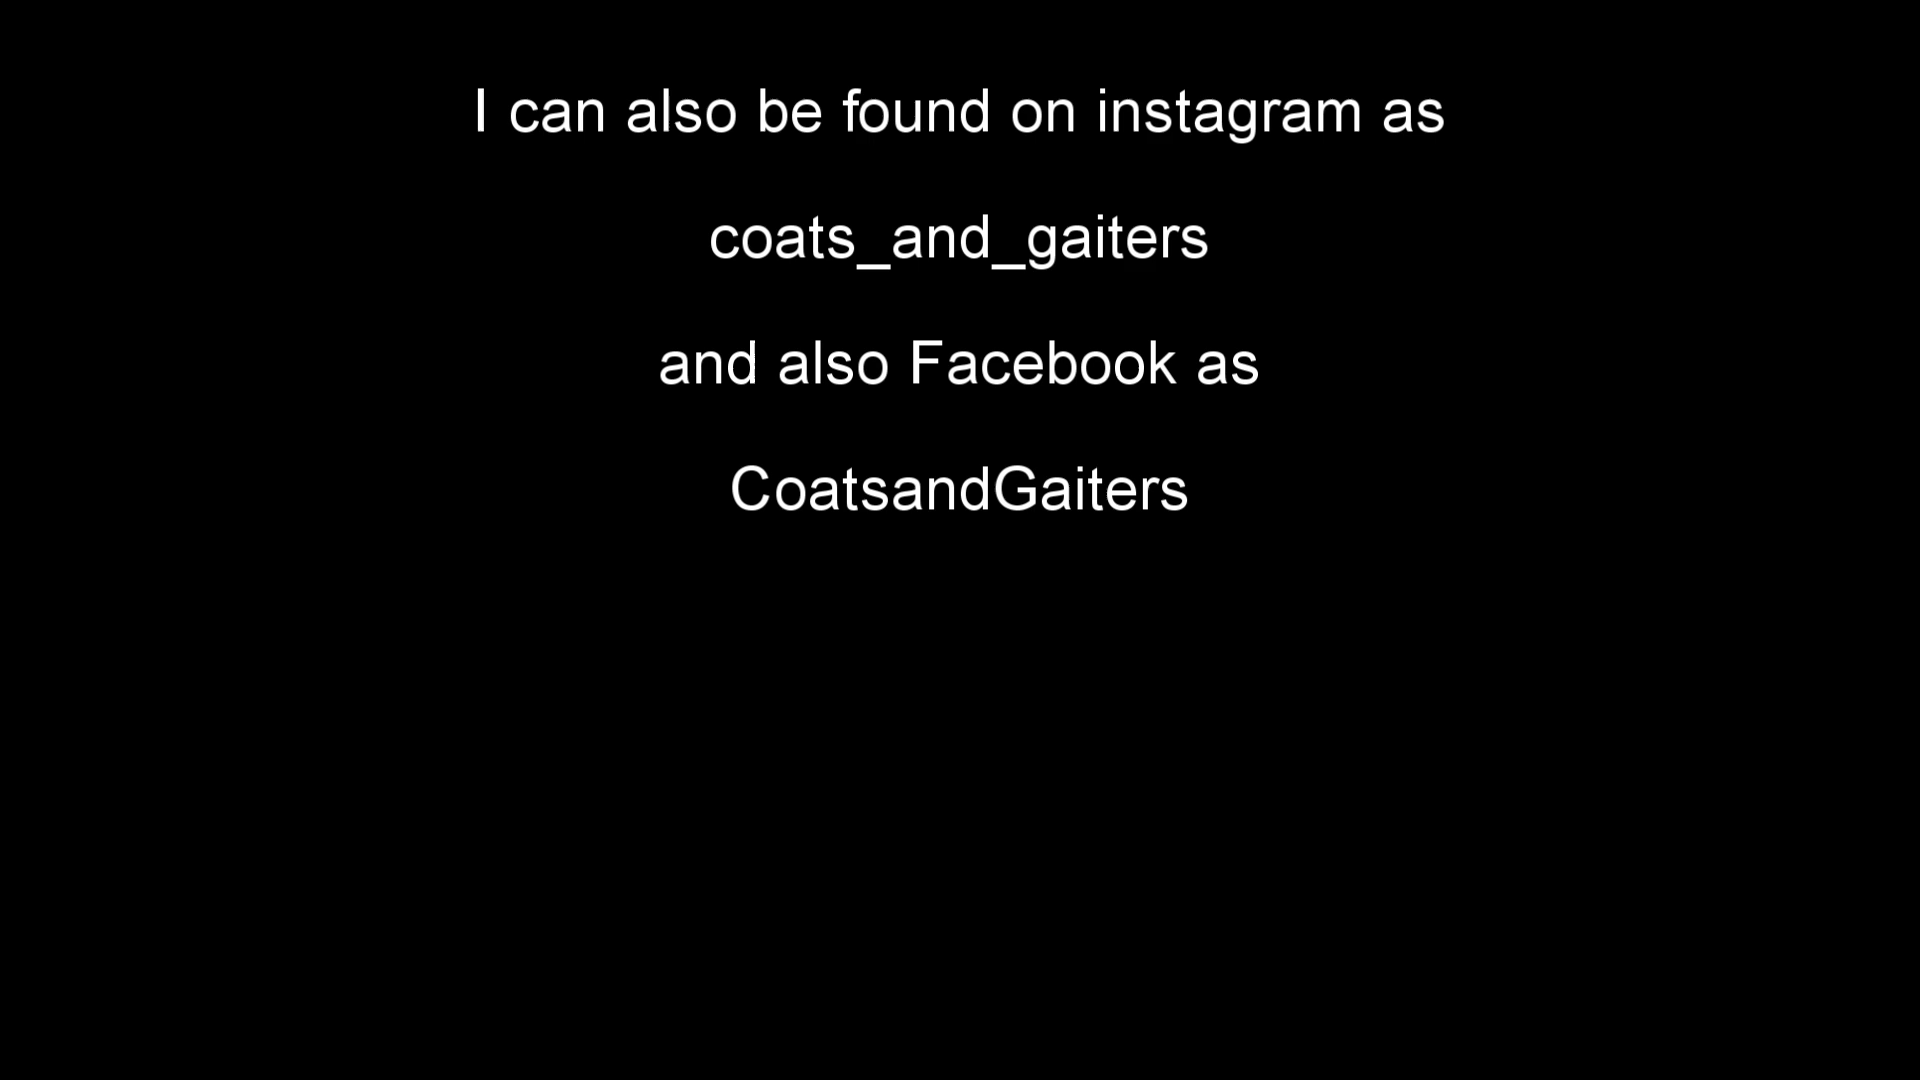 I can also be found on instagram as
coats_and_gaiters
and also Facebook as
CoatsandGaiters